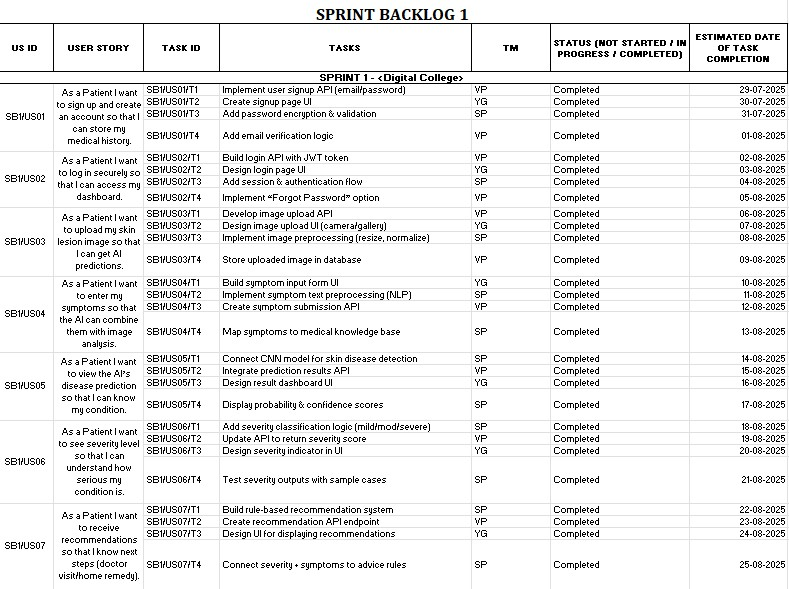 SPRINT BACKLOG 1
US ID USER STORY TASK ID TASKS TM STATUS (NOT STARTED / IN PROGRESS / COMPLETED) ESTIMATED DATE OF TASK COMPLETION
SPRINT 1 - <Digital College>
SB1/US01 As a Patient I want to sign up and create an account so that I can store my medical history.
SB1/US01/T1 Implement user signup API (email/password) VP Completed 29-07-2025
SB1/US01/T2 Create signup page UI YG Completed 30-07-2025
SB1/US01/T3 Add password encryption & validation SP Completed 31-07-2025
SB1/US01/T4 Add email verification logic VP Completed 01-08-2025
SB1/US02 As a Patient I want to log in securely so that I can access my dashboard.
SB1/US02/T1 Build login API with JWT token VP Completed 02-08-2025
SB1/US02/T2 Design login page UI YG Completed 03-08-2025
SB1/US02/T3 Add session & authentication flow SP Completed 04-08-2025
SB1/US02/T4 Implement “Forgot Password” option VP Completed 05-08-2025
SB1/US03 As a Patient I want to upload my skin lesion image so that I can get AI predictions.
SB1/US03/T1 Develop image upload API VP Completed 06-08-2025
SB1/US03/T2 Design image upload UI (camera/gallery) YG Completed 07-08-2025
SB1/US03/T3 Implement image preprocessing (resize, normalize) SP Completed 08-08-2025
SB1/US03/T4 Store uploaded image in database VP Completed 09-08-2025
SB1/US04 As a Patient I want to enter my symptoms so that the AI can combine them with image analysis.
SB1/US04/T1 Build symptom input form UI YG Completed 10-08-2025
SB1/US04/T2 Implement symptom text preprocessing (NLP) SP Completed 11-08-2025
SB1/US04/T3 Create symptom submission API VP Completed 12-08-2025
SB1/US04/T4 Map symptoms to medical knowledge base SP Completed 13-08-2025
SB1/US05 As a Patient I want to view the AI's disease prediction so that I can know my condition.
SB1/US05/T1 Connect CNN model for skin disease detection SP Completed 14-08-2025
SB1/US05/T2 Integrate prediction results API VP Completed 15-08-2025
SB1/US05/T3 Design result dashboard UI YG Completed 16-08-2025
SB1/US05/T4 Display probability & confidence scores SP Completed 17-08-2025
SB1/US06 As a Patient I want to see severity level so that I can understand how serious my condition is.
SB1/US06/T1 Add severity classification logic (mild/mod/severe) SP Completed 18-08-2025
SB1/US06/T2 Update API to return severity score VP Completed 19-08-2025
SB1/US06/T3 Design severity indicator in UI YG Completed 20-08-2025
SB1/US06/T4 Test severity outputs with sample cases SP Completed 21-08-2025
SB1/US07 As a Patient I want to receive recommendations so that I know next steps (doctor visit/home remedy).
SB1/US07/T1 Build rule-based recommendation system SP Completed 22-08-2025
SB1/US07/T2 Create recommendation API endpoint VP Completed 23-08-2025
SB1/US07/T3 Design UI for displaying recommendations YG Completed 24-08-2025
SB1/US07/T4 Connect severity + symptoms to advice rules SP Completed 25-08-2025